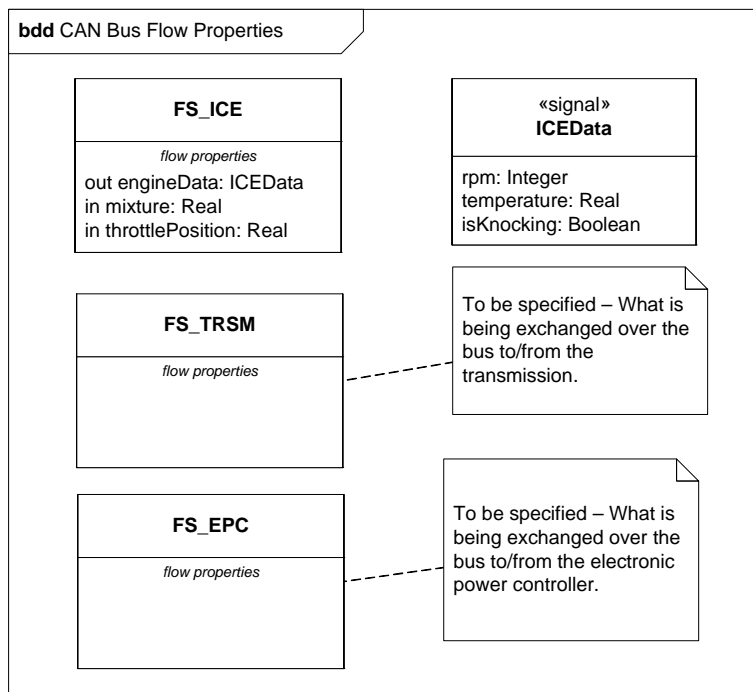 bdd CAN Bus Flow Properties
FS_ICE
flow properties
out engineData: ICEData
in mixture: Real
in throttlePosition: Real
«signal»
ICEData
rpm: Integer
temperature: Real
isKnocking: Boolean
FS_TRSM
flow properties
To be specified – What is
being exchanged over the
bus to/from the
transmission.
FS_EPC
flow properties
To be specified – What is
being exchanged over the
bus to/from the electronic
power controller.